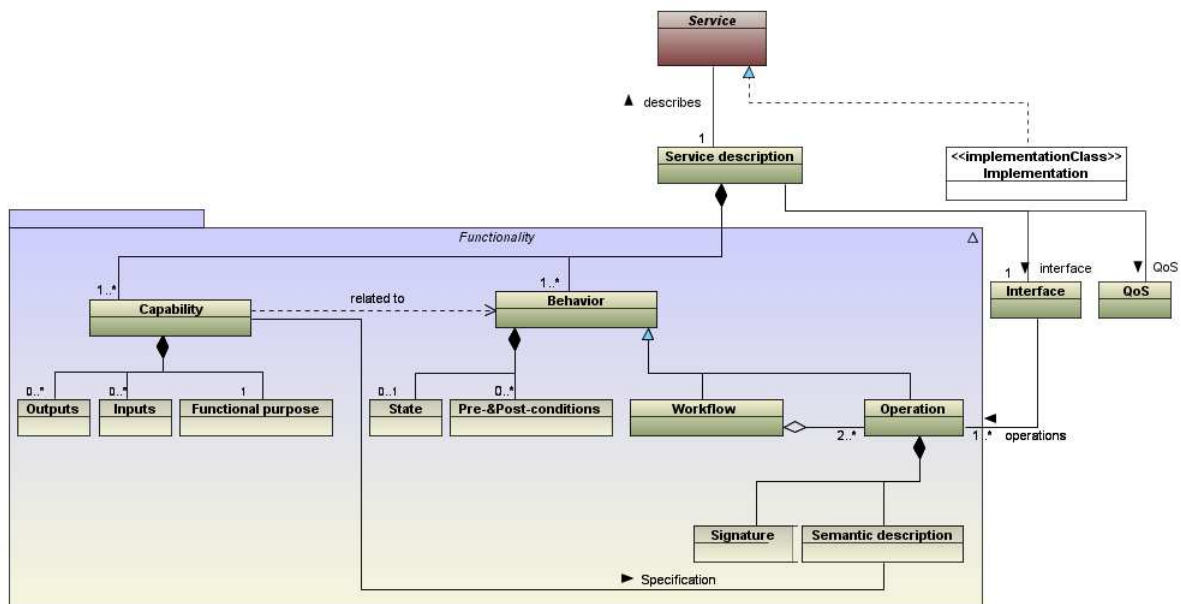 Service
describes
1
Service description
<<implementationClass>>
Implementation
Functionality
1..*
1..*
1
interface
QoS
Capability
related to
Behavior
Interface
QoS
0..*
0..*
1
0..1
0..*
Outputs
Inputs
Functional purpose
State
Pre-&Post-conditions
Workflow
Operation
2..*
1..*
operations
Signature
Semantic description
Specification